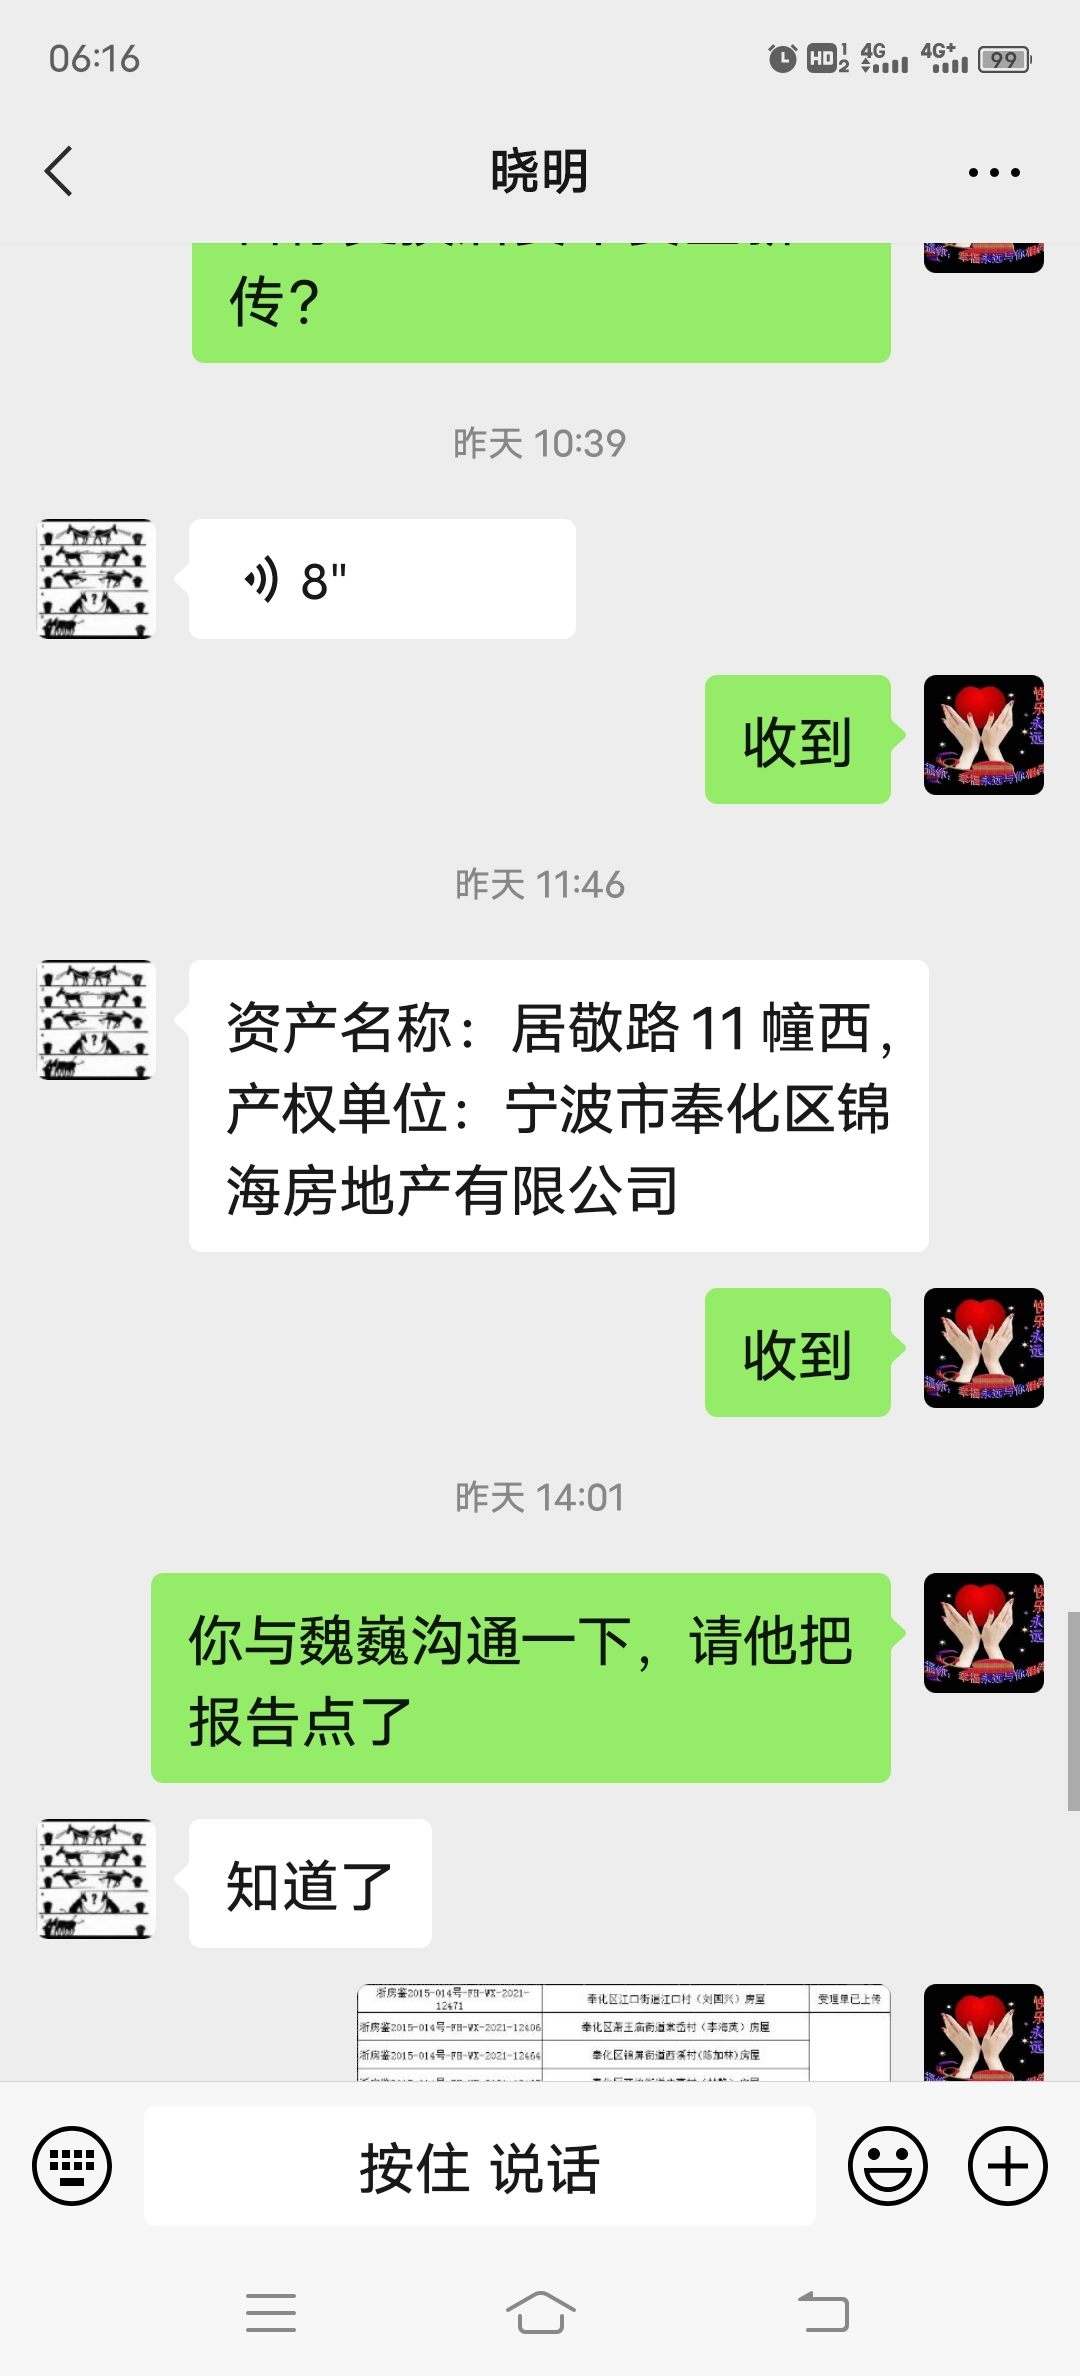 06:16
HD 1 2 4G 4G+ 99
晓明
传?
昨天 10:39
8"
收到
昨天 11:46
资产名称：居敬路11幢西，
产权单位：宁波市奉化区锦
海房地产有限公司
收到
昨天 14:01
你与魏巍沟通一下，请他把
报告点了
知道了
浙房鉴2015-014号-FH-WX-2021-
12471
奉化区江口街道江口村（刘国兴）房屋
受理单已上传
浙房鉴2015-014号-FH-WX-2021-12406
奉化区萧王庙街道棠岙村（李海英）房屋
浙房鉴2015-014号-FH-WX-2021-12464
奉化区锦屏街道西溪村(陈加林)房屋
按住 说话